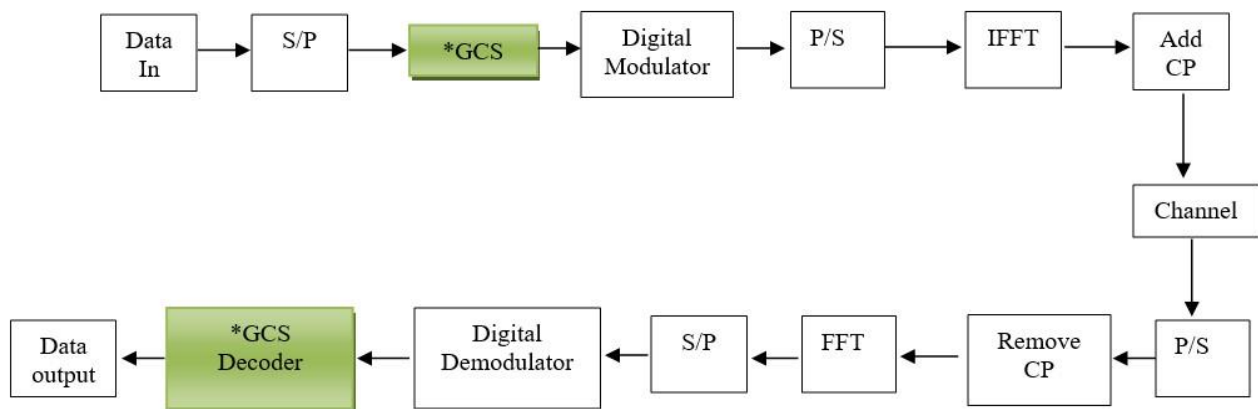 Data
In
S/P
*GCS
Digital
Modulator
P/S
IFFT
Add
CP
Channel
P/S
Remove
CP
FFT
S/P
Digital
Demodulator
*GCS
Decoder
Data
output